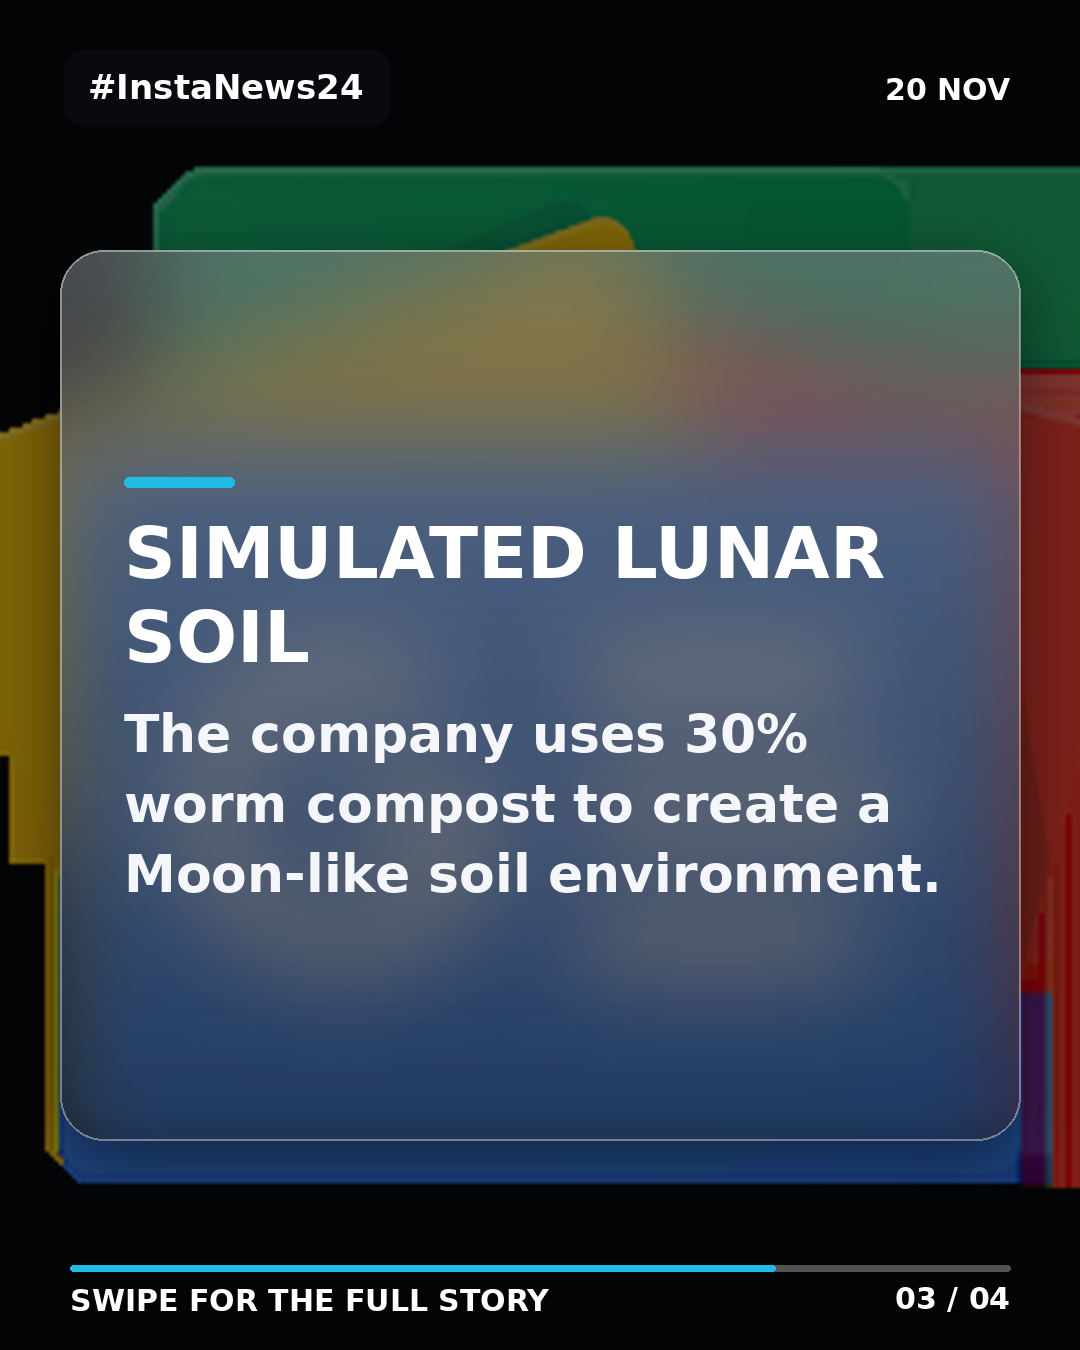 #InstaNews24
20 NOV
SIMULATED LUNAR
SOIL
The company uses 30%
worm compost to create a
Moon-like soil environment.
SWIPE FOR THE FULL STORY
03 / 04